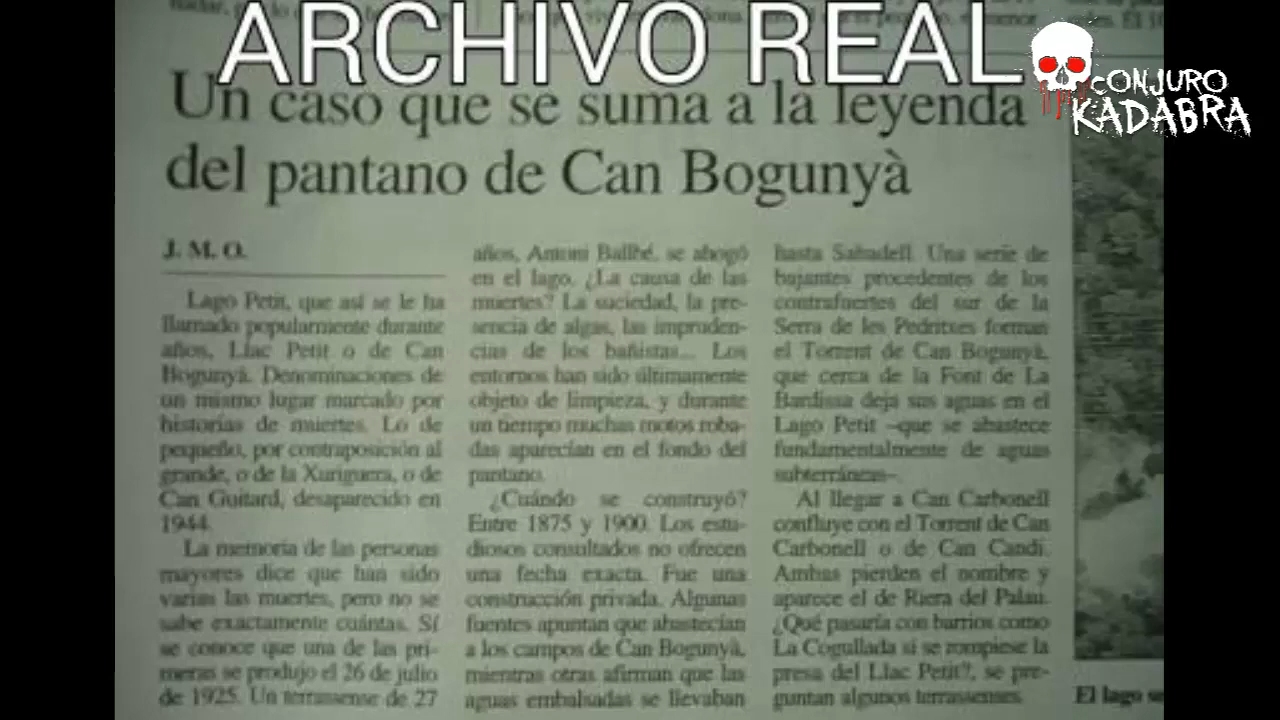 ARCHIVO REAL
CONJURO
KADABRA
Un caso que se suma a la leyenda
del pantano de Can Bogunyà
J. M. O.
Lago Petit, que así se le ha
llamado popularmente durante
años, Llac Petit o de Can
Bogunyà. Denominaciones de
un mismo lugar marcado por
historias de muertes. Lo de
pequeño, por contraposición al
grande, o de la Xuriguera, o de
Can Guitard, desaparecido en
1944.
La memoria de las personas
mayores dice que han sido
varias las muertes, pero no se
sabe exactamente cuántas. Sí
se conoce que una de las pri-
meras se produjo el 26 de julio
de 1925. Un terrassense de 27
años, Antoni Ballbé, se ahogó
en el lago. ¿La causa de las
muertes? La suciedad, la pre-
sencia de algas, las impruden-
cias de los bañistas... Los
entornos han sido últimamente
objeto de limpieza, y durante
un tiempo muchas motos roba-
das aparecían en el fondo del
pantano.
¿Cuándo se construyó?
Entre 1875 y 1900. Los estu-
diosos consultados no ofrecen
una fecha exacta. Fue una
construcción privada. Algunas
fuentes apuntan que abastecían
a los campos de Can Bogunyà,
mientras otras afirman que las
aguas embalsadas se llevaban
hasta Sabadell. Una serie de
bajantes procedentes de los
contrafuertes del sur de la
Serra de les Pedritxes forman
el Torrent de Can Bogunyà,
que cerca de la Font de La
Bardissa deja sus aguas en el
Lago Petit –que se abastece
fundamentalmente de aguas
subterráneas–.
Al llegar a Can Carbonell
confluye con el Torrent de Can
Carbonell o de Can Candi.
Ambas pierden el nombre y
aparece el de Riera del Palau.
¿Qué pasaría con barrios como
La Cogullada si se rompiese la
presa del Llac Petit?, se pre-
guntan algunos terrassenses.
El lago se